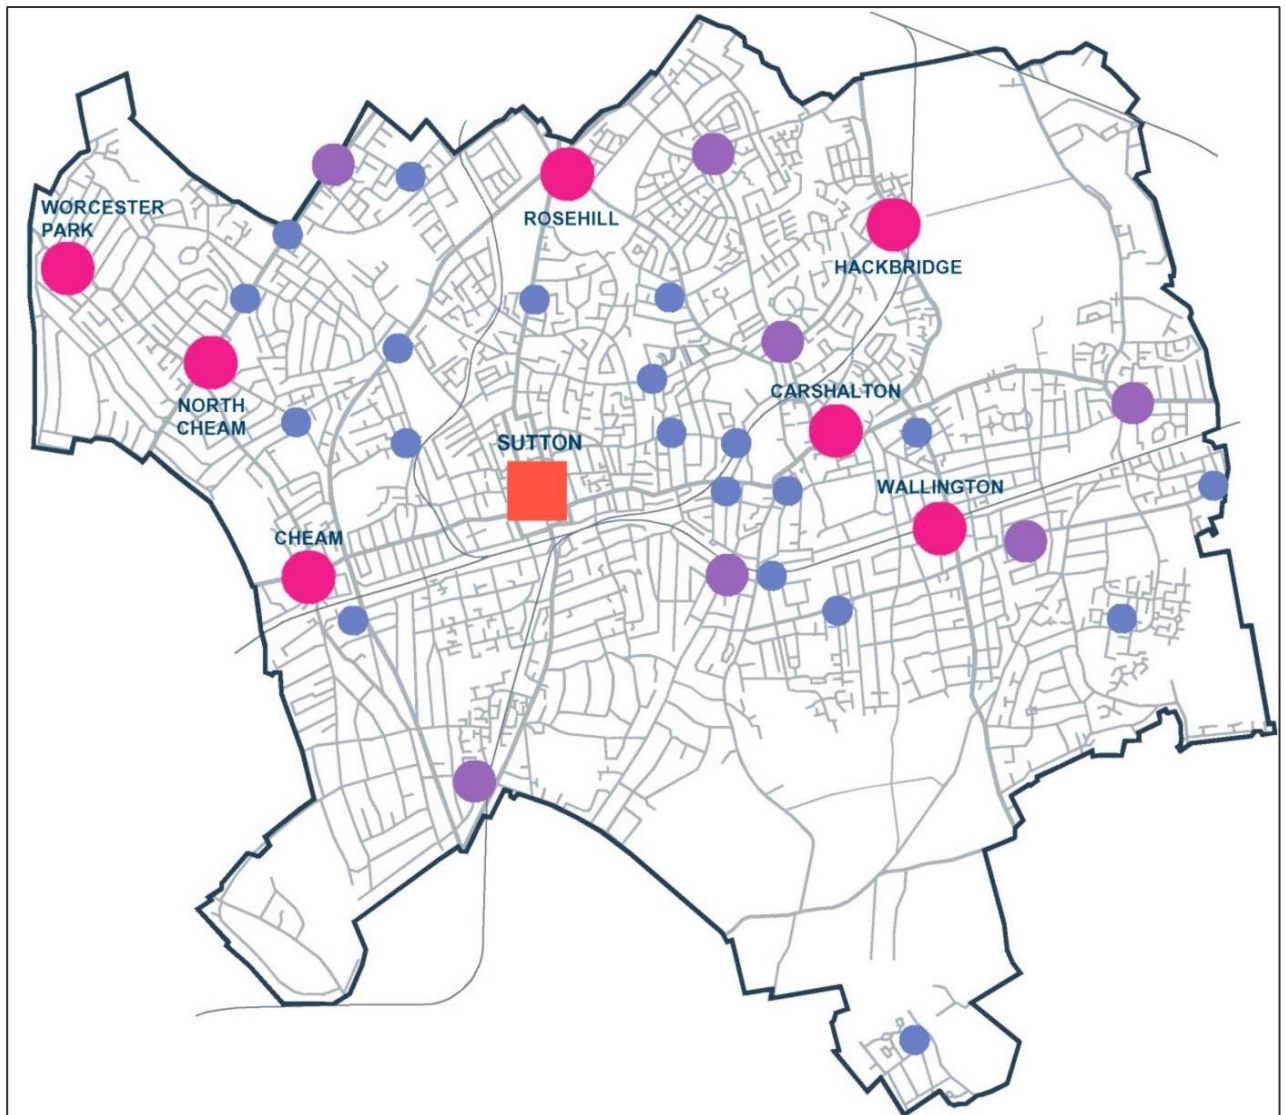 WORCESTER
PARK
ROSEHILL
HACKBRIDGE
CARSHALTON
NORTH
CHEAM
SUTTON
WALLINGTON
CHEAM